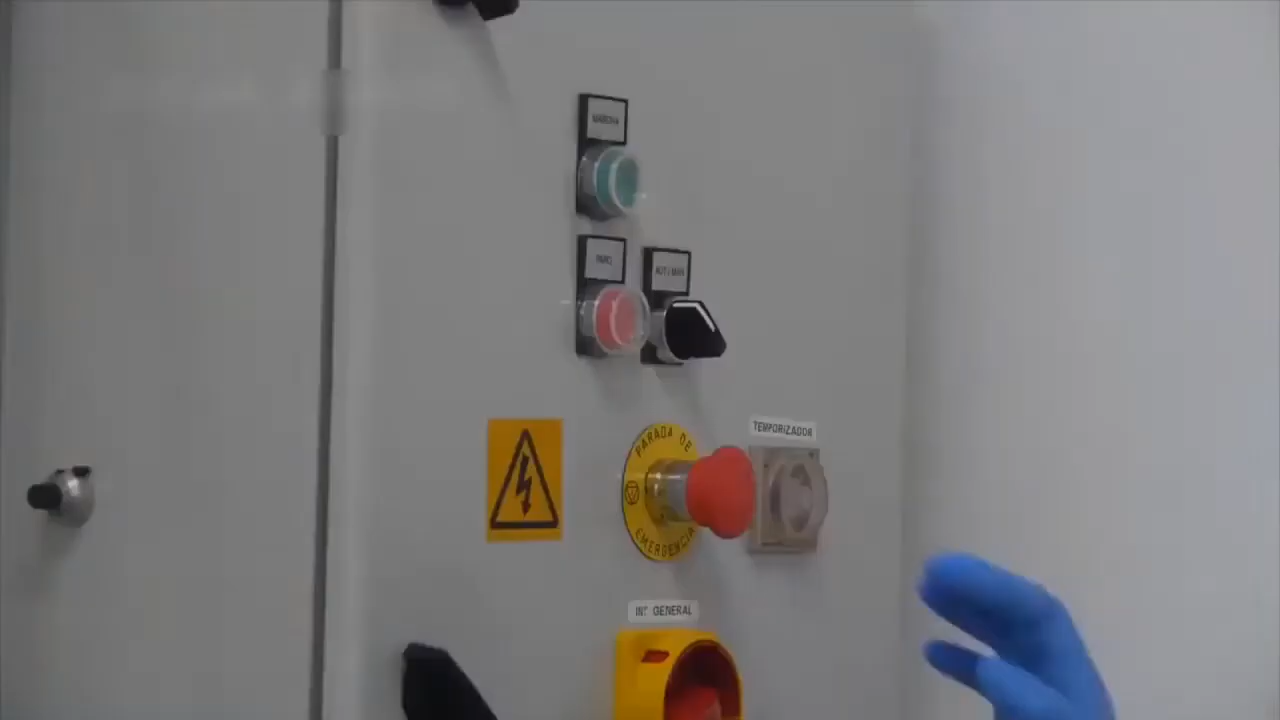 MARCHA
PARO
AUT/MAN
TEMPORIZADOR
PARADA DE
EMERGENCIA
INT. GENERAL